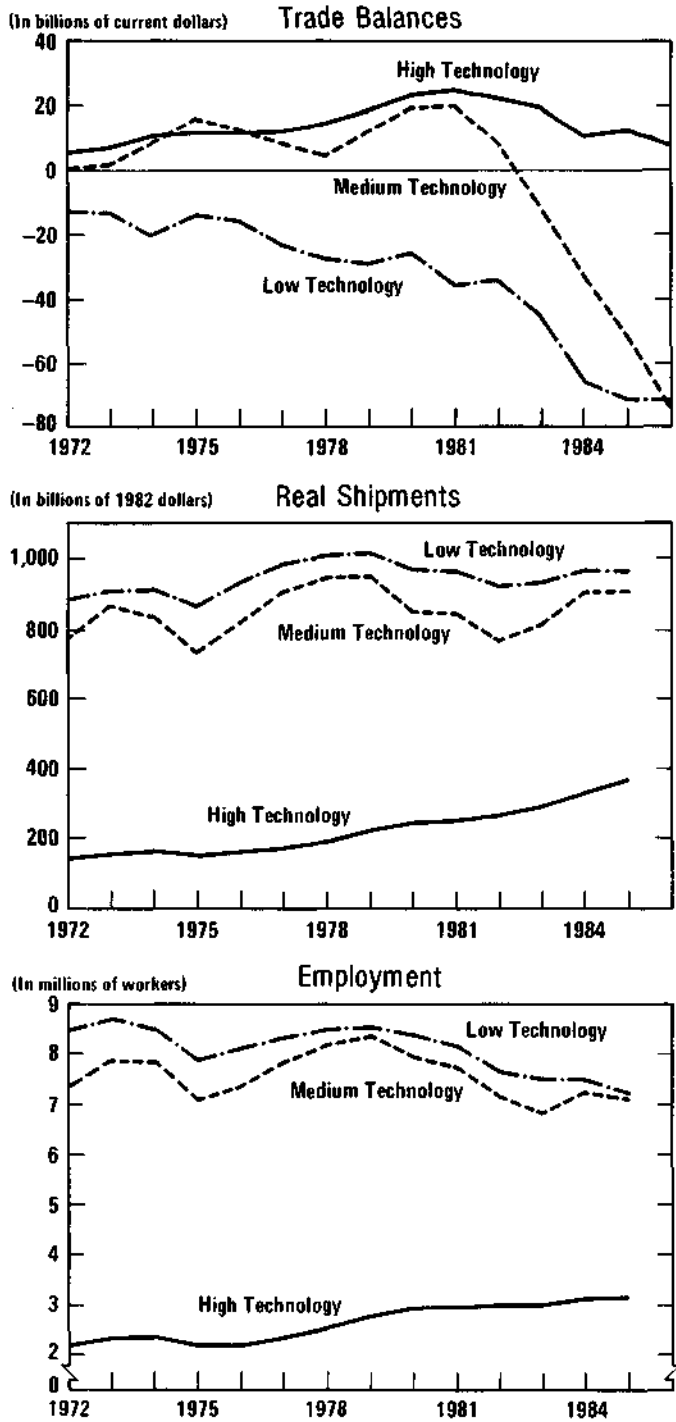 (In billions of current dollars) Trade Balances
40
High Technology
20
0
Medium Technology
−20
Low Technology
−40
−60
−80
1972 1975 1978 1981 1984
(In billions of 1982 dollars) Real Shipments
1,000
Low Technology
800
Medium Technology
600
400
High Technology
200
0
1972 1975 1978 1981 1984
(In millions of workers) Employment
9
Low Technology
8
Medium Technology
7
6
5
4
3
High Technology
2
0
1972 1975 1978 1981 1984